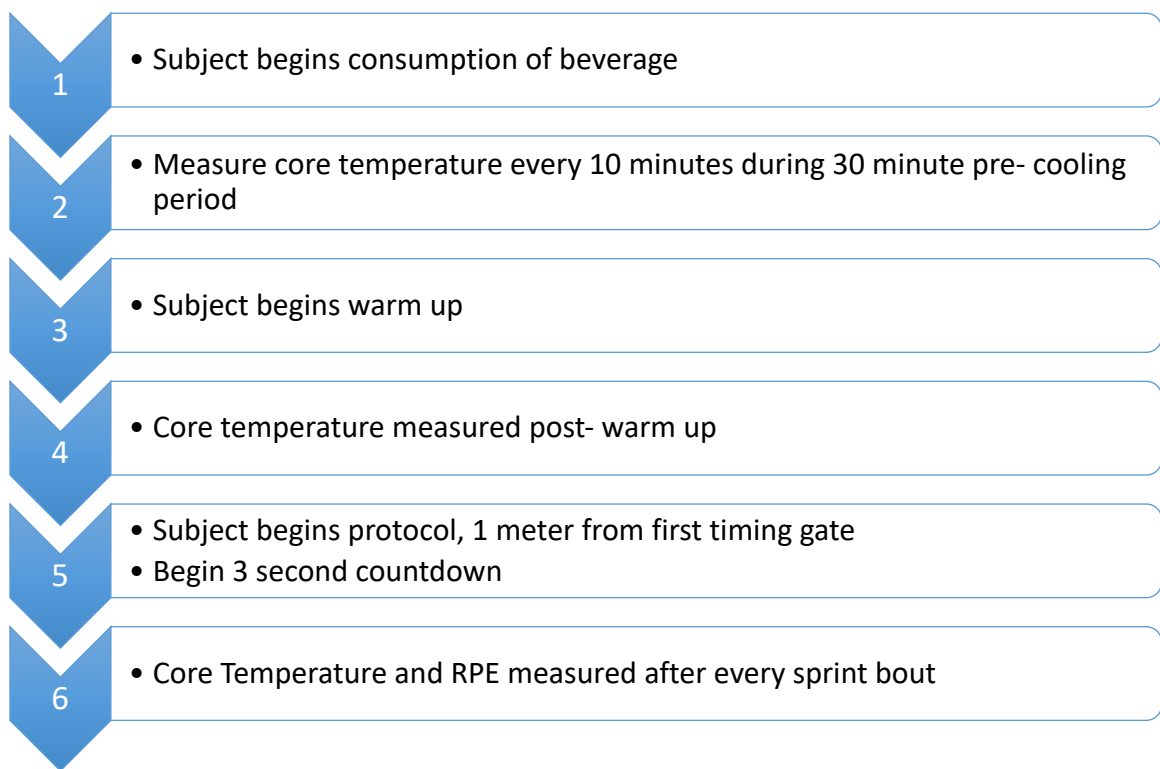 1
• Subject begins consumption of beverage
2
• Measure core temperature every 10 minutes during 30 minute pre- cooling
period
3
• Subject begins warm up
4
• Core temperature measured post- warm up
5
• Subject begins protocol, 1 meter from first timing gate
• Begin 3 second countdown
6
• Core Temperature and RPE measured after every sprint bout